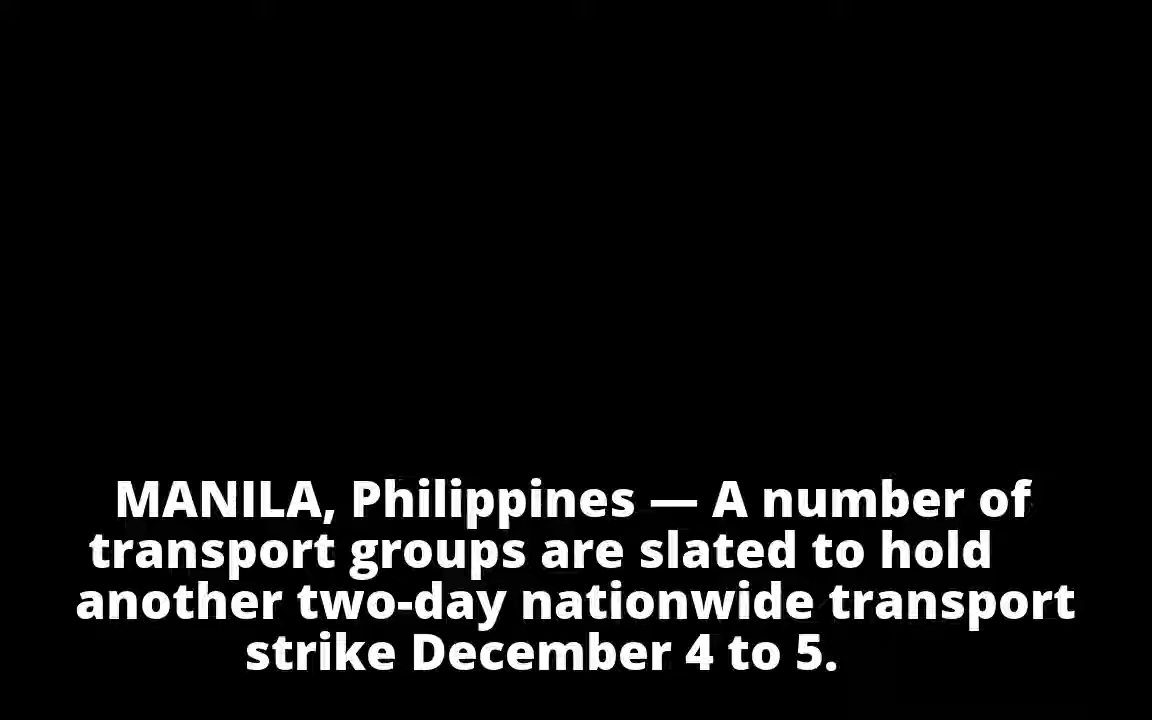 MANILA, Philippines — A number of
transport groups are slated to hold
another two-day nationwide transport
strike December 4 to 5.